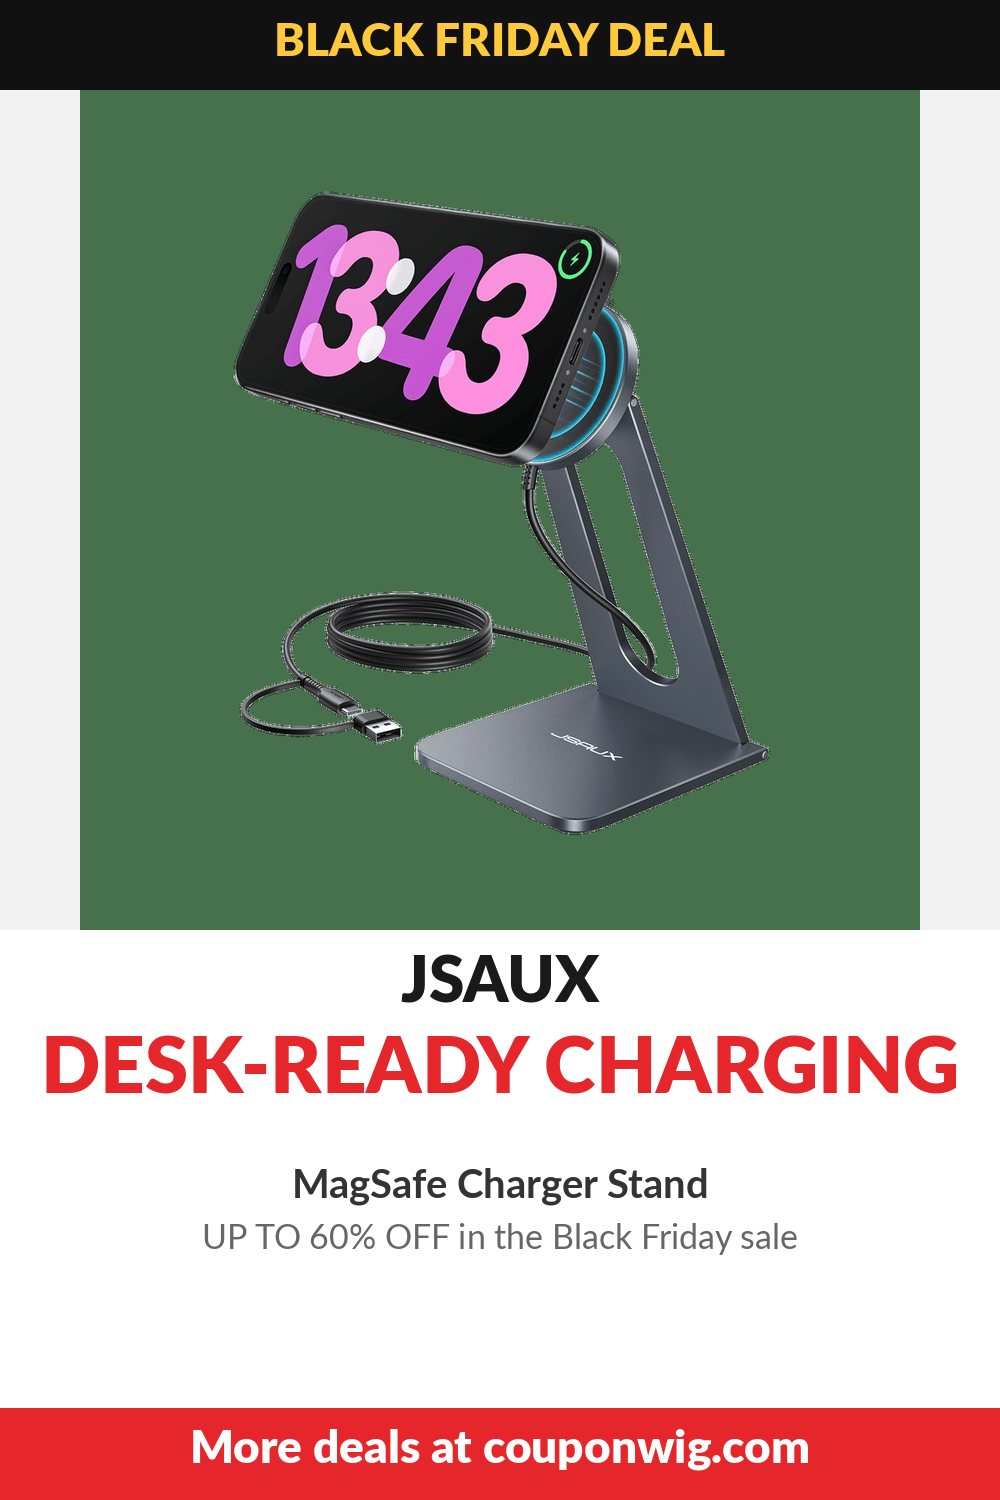 BLACK FRIDAY DEAL
13:43
JSAUX
JSAUX
DESK-READY CHARGING
MagSafe Charger Stand
UP TO 60% OFF in the Black Friday sale
More deals at couponwig.com